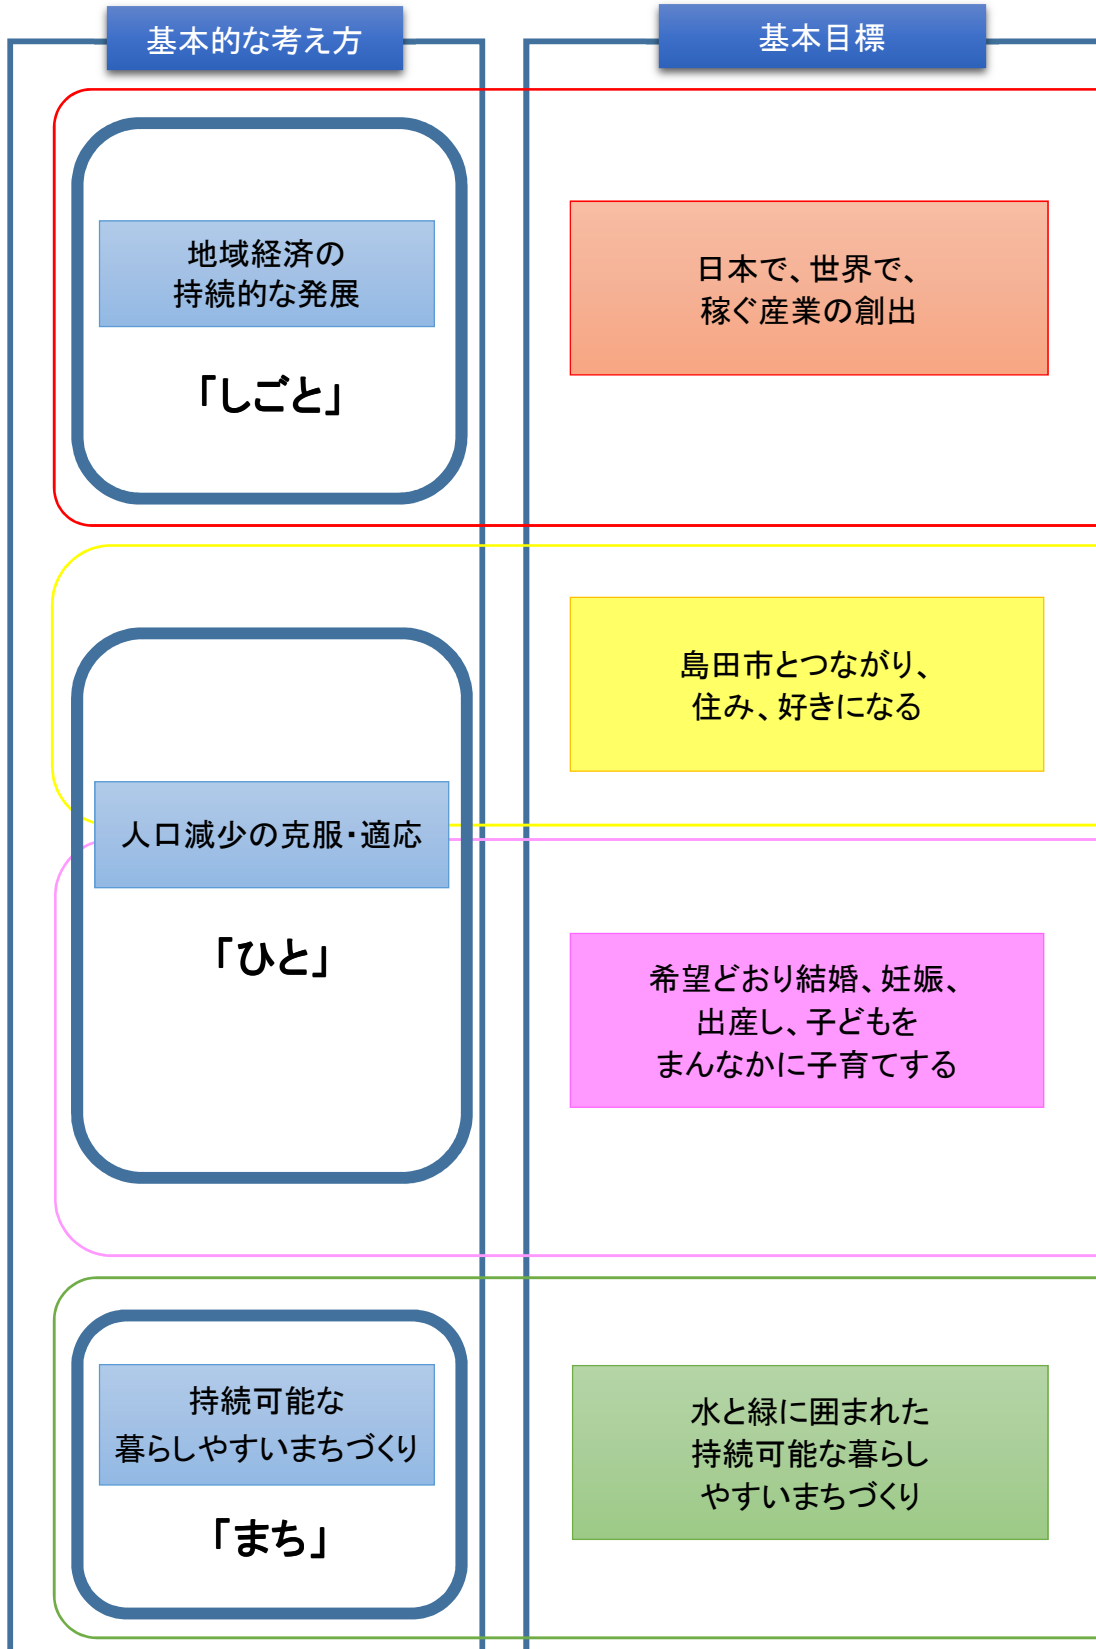 基本的な考え方
基本目標
地域経済の
持続的な発展
「しごと」
日本で、世界で、
稼ぐ産業の創出
島田市とつながり、
住み、好きになる
人口減少の克服・適応
「ひと」
希望どおり結婚、妊娠、
出産し、子どもを
まんなかに子育てする
持続可能な
暮らしやすいまちづくり
「まち」
水と緑に囲まれた
持続可能な暮らし
やすいまちづくり